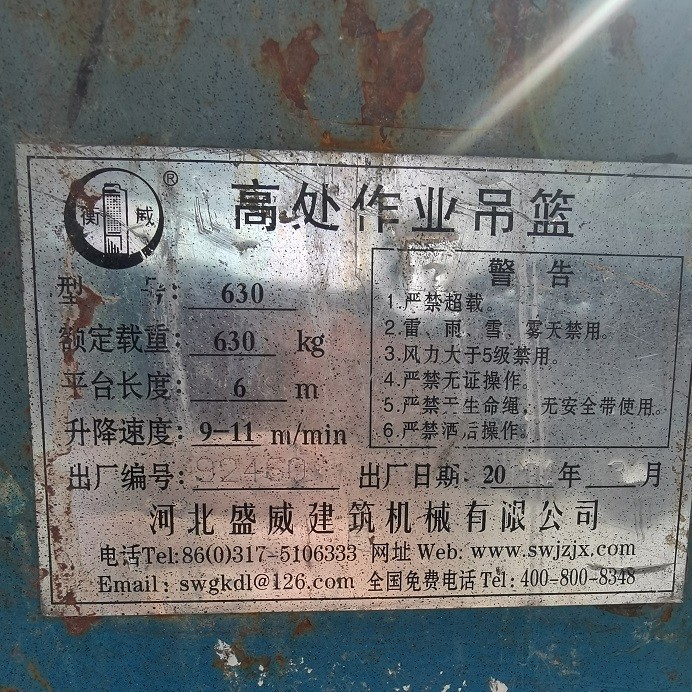 衡 威 ®
高处作业吊篮
型 号: 630
额定载重: 630 kg
平台长度: 6 m
升降速度: 9-11 m/min
警 告
1.严禁超载。
2.雷、雨、雪、雾天禁用。
3.风力大于5级禁用。
4.严禁无证操作。
5.严禁无生命绳，无安全带使用。
6.严禁酒后操作。
出厂编号:
出厂日期: 20 年 月
河北盛威建筑机械有限公司
电话Tel:86(0)317-5106333 网址 Web: www.swjzjx.com
Email : swgkdl@126.com 全国免费电话 Tel: 400-800-8348